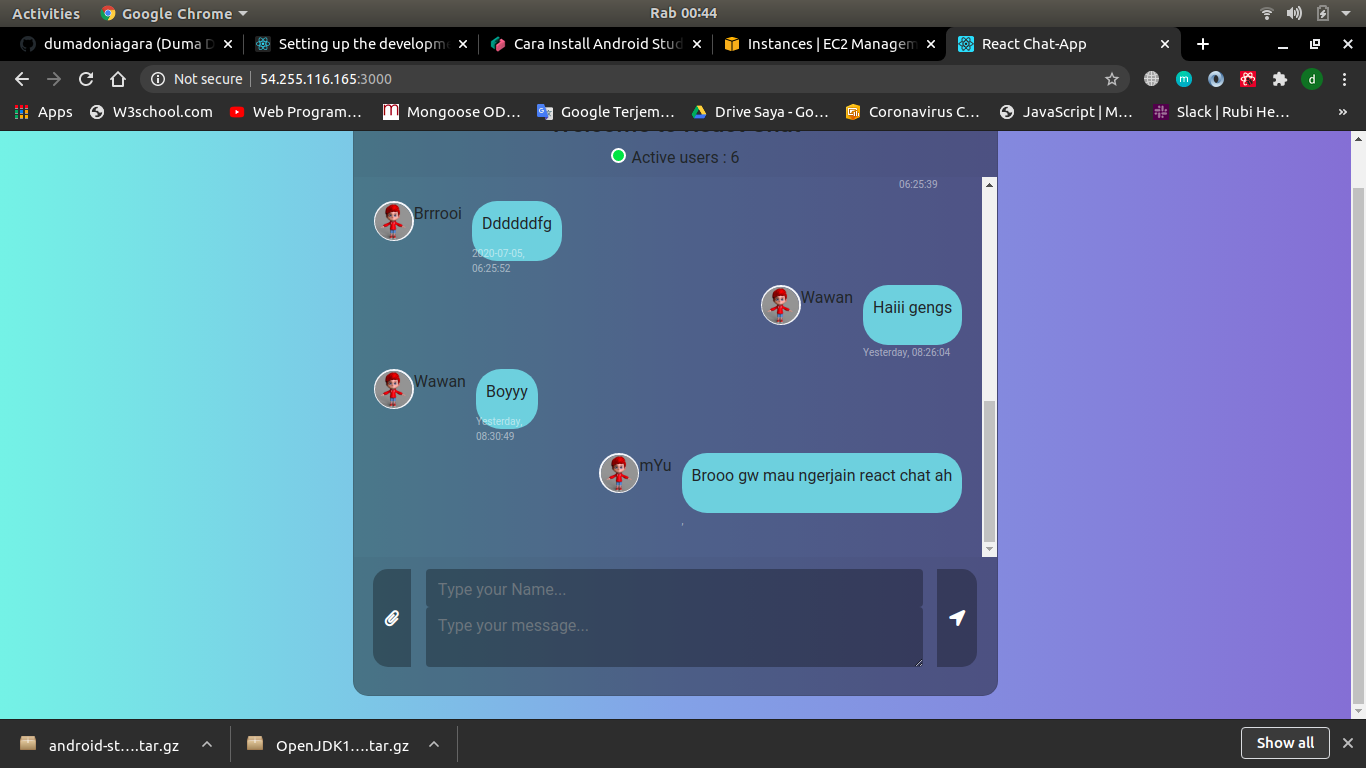 Activities Google Chrome Rab 00:44
dumadoniagara (Duma D Setting up the developme Cara Install Android Stud Instances | EC2 Managem React Chat-App
Not secure 54.255.116.165:3000 m d
Apps W3school.com Web Program… Mongoose OD… Google Terjem… Drive Saya - Go… Coronavirus C… JavaScript | M… Slack | Rubi He… »
Welcome to React Chat
Active users : 6
06:25:39
Brrrooi Ddddddfg
2020-07-05,
06:25:52
Wawan Haiii gengs
Yesterday, 08:26:04
Wawan Boyyy
Yesterday,
08:30:49
mYu Brooo gw mau ngerjain react chat ah
,
Type your Name...
Type your message...
android-st….tar.gz OpenJDK1….tar.gz Show all